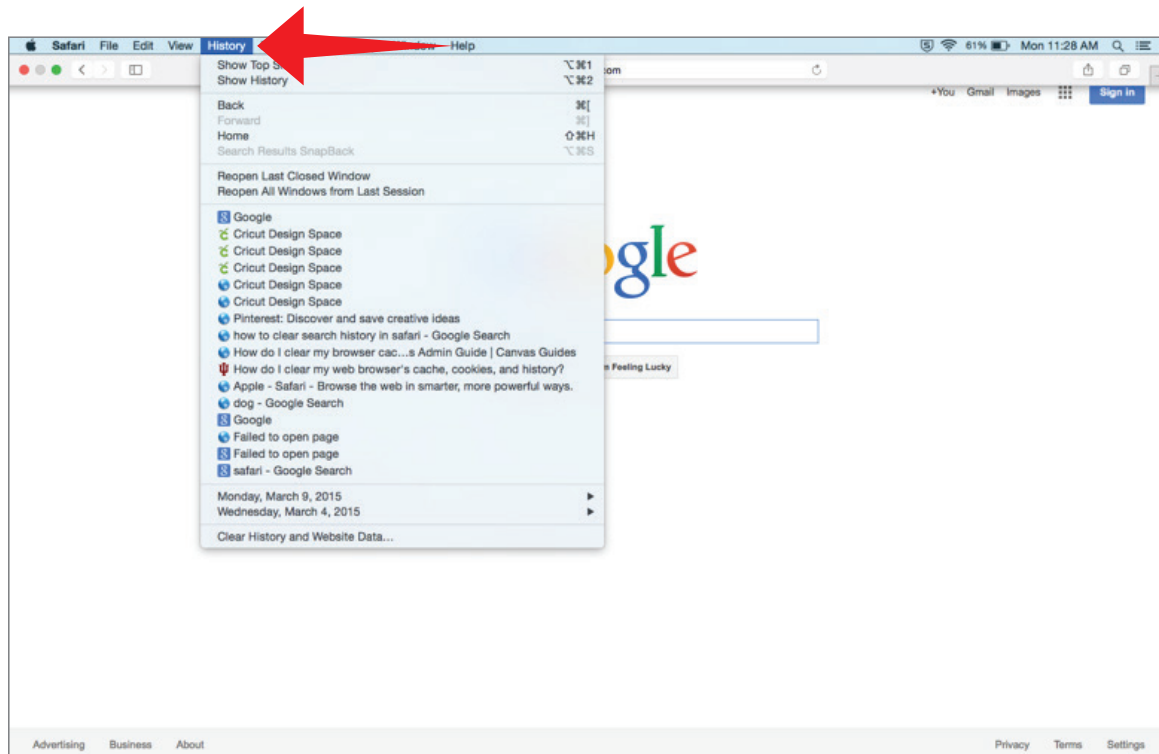 Safari File Edit View History Help 61% Mon 11:28 AM
Show Top ⌥⌘1
Show History ⌥⌘2
com
+You Gmail Images Sign in
Back ⌘[
Forward ⌘]
Home ⇧⌘H
Search Results SnapBack ⌥⌘S
Reopen Last Closed Window
Reopen All Windows from Last Session
Google
Cricut Design Space
Cricut Design Space
Cricut Design Space
Cricut Design Space
Cricut Design Space
Pinterest: Discover and save creative ideas
how to clear search history in safari - Google Search
How do I clear my browser cac...s Admin Guide | Canvas Guides
How do I clear my web browser's cache, cookies, and history?
Apple - Safari - Browse the web in smarter, more powerful ways.
dog - Google Search
Google
Failed to open page
Failed to open page
safari - Google Search
Monday, March 9, 2015
Wednesday, March 4, 2015
Clear History and Website Data...
gle
Feeling Lucky
Advertising Business About Privacy Terms Settings